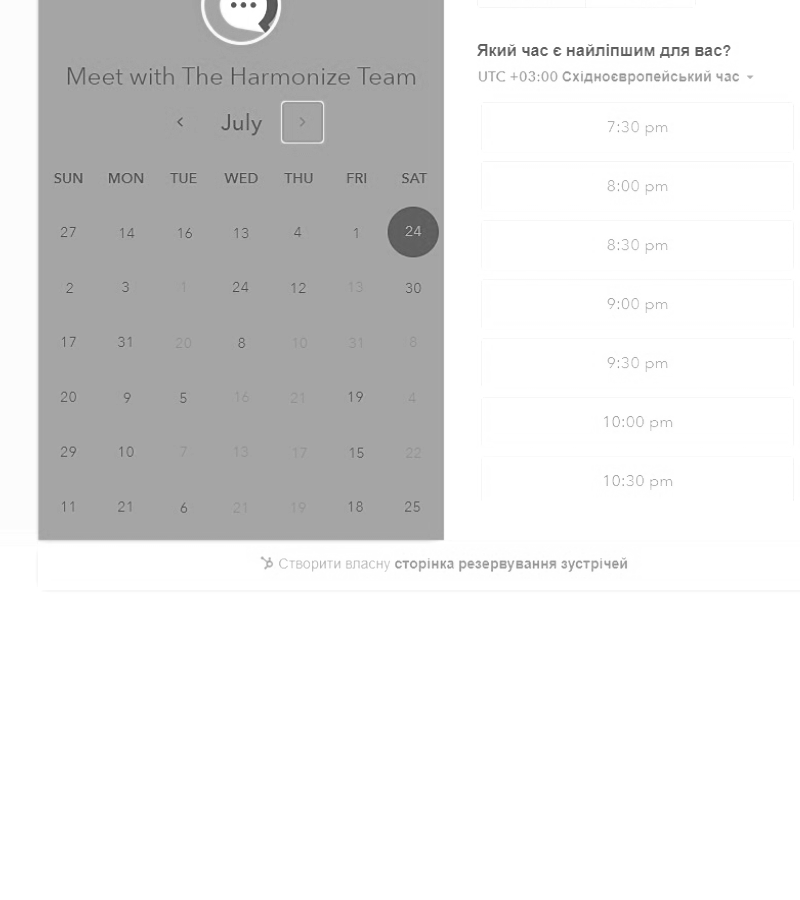 Meet with The Harmonize Team
July
SUN MON TUE WED THU FRI SAT
27 14 16 13 4 1 24
2 3 1 24 12 13 30
17 31 20 8 10 31 8
20 9 5 16 21 19 4
29 10 7 13 17 15 22
11 21 6 21 19 18 25
Який час є найліпшим для вас?
UTC +03:00 Східноєвропейський час
7:30 pm
8:00 pm
8:30 pm
9:00 pm
9:30 pm
10:00 pm
10:30 pm
Створити власну сторінка резервування зустрічей